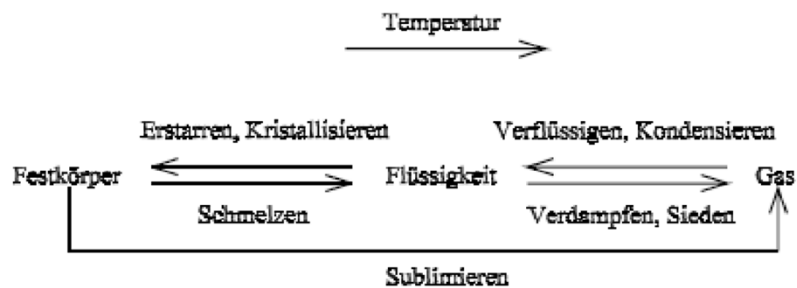 Temperatur
Erstarren, Kristallisieren
Verflüssigen, Kondensieren
Festkörper
Flüssigkeit
Gas
Schmelzen
Verdampfen, Sieden
Sublimieren